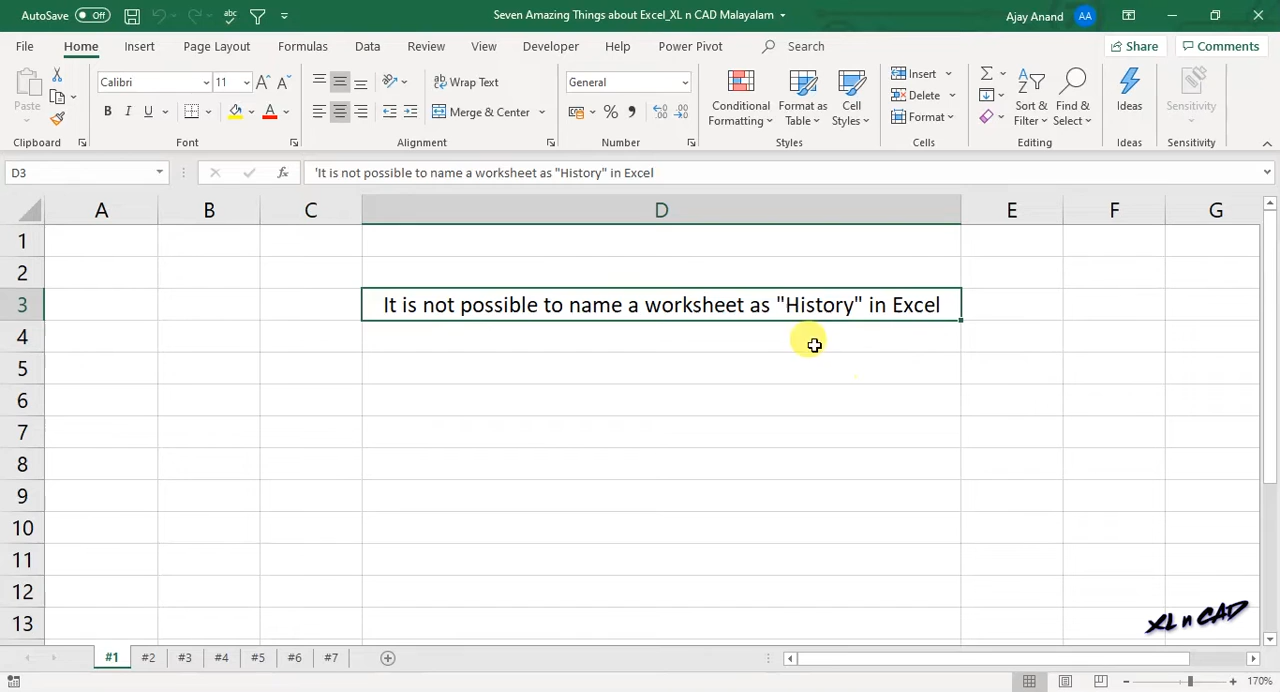 AutoSave Off Seven Amazing Things about Excel_XL n CAD Malayalam Ajay Anand AA
File Home Insert Page Layout Formulas Data Review View Developer Help Power Pivot Search Share Comments
Paste
Calibri 11
Wrap Text
General
Conditional Formatting
Format as Table
Cell Styles
Insert
Delete
Format
Sort & Filter
Find & Select
Ideas
Sensitivity
B I U
Merge & Center
Clipboard Font Alignment Number Styles Cells Editing Ideas Sensitivity
D3 fx 'It is not possible to name a worksheet as "History" in Excel
A B C D E F G
1
2
3 It is not possible to name a worksheet as "History" in Excel
4
5
6
7
8
9
10
11
12
13
XL n CAD
#1 #2 #3 #4 #5 #6 #7
170%